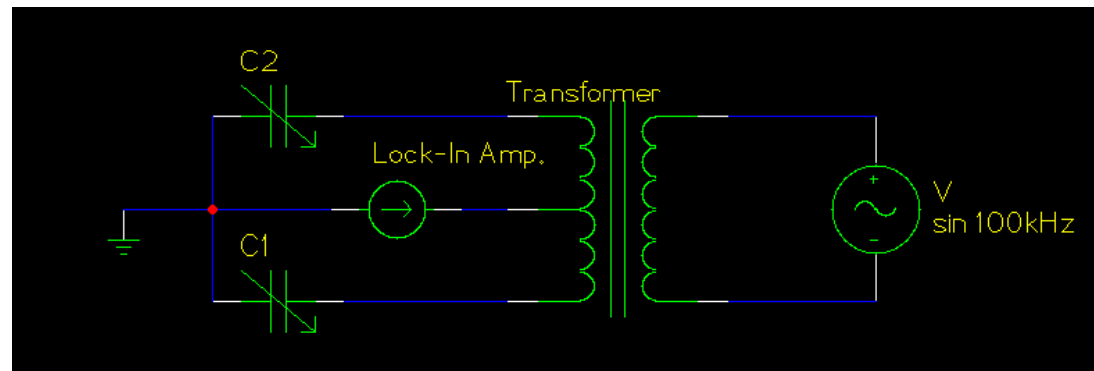 C2
Transformer
Lock-In Amp.
V
sin 100kHz
C1